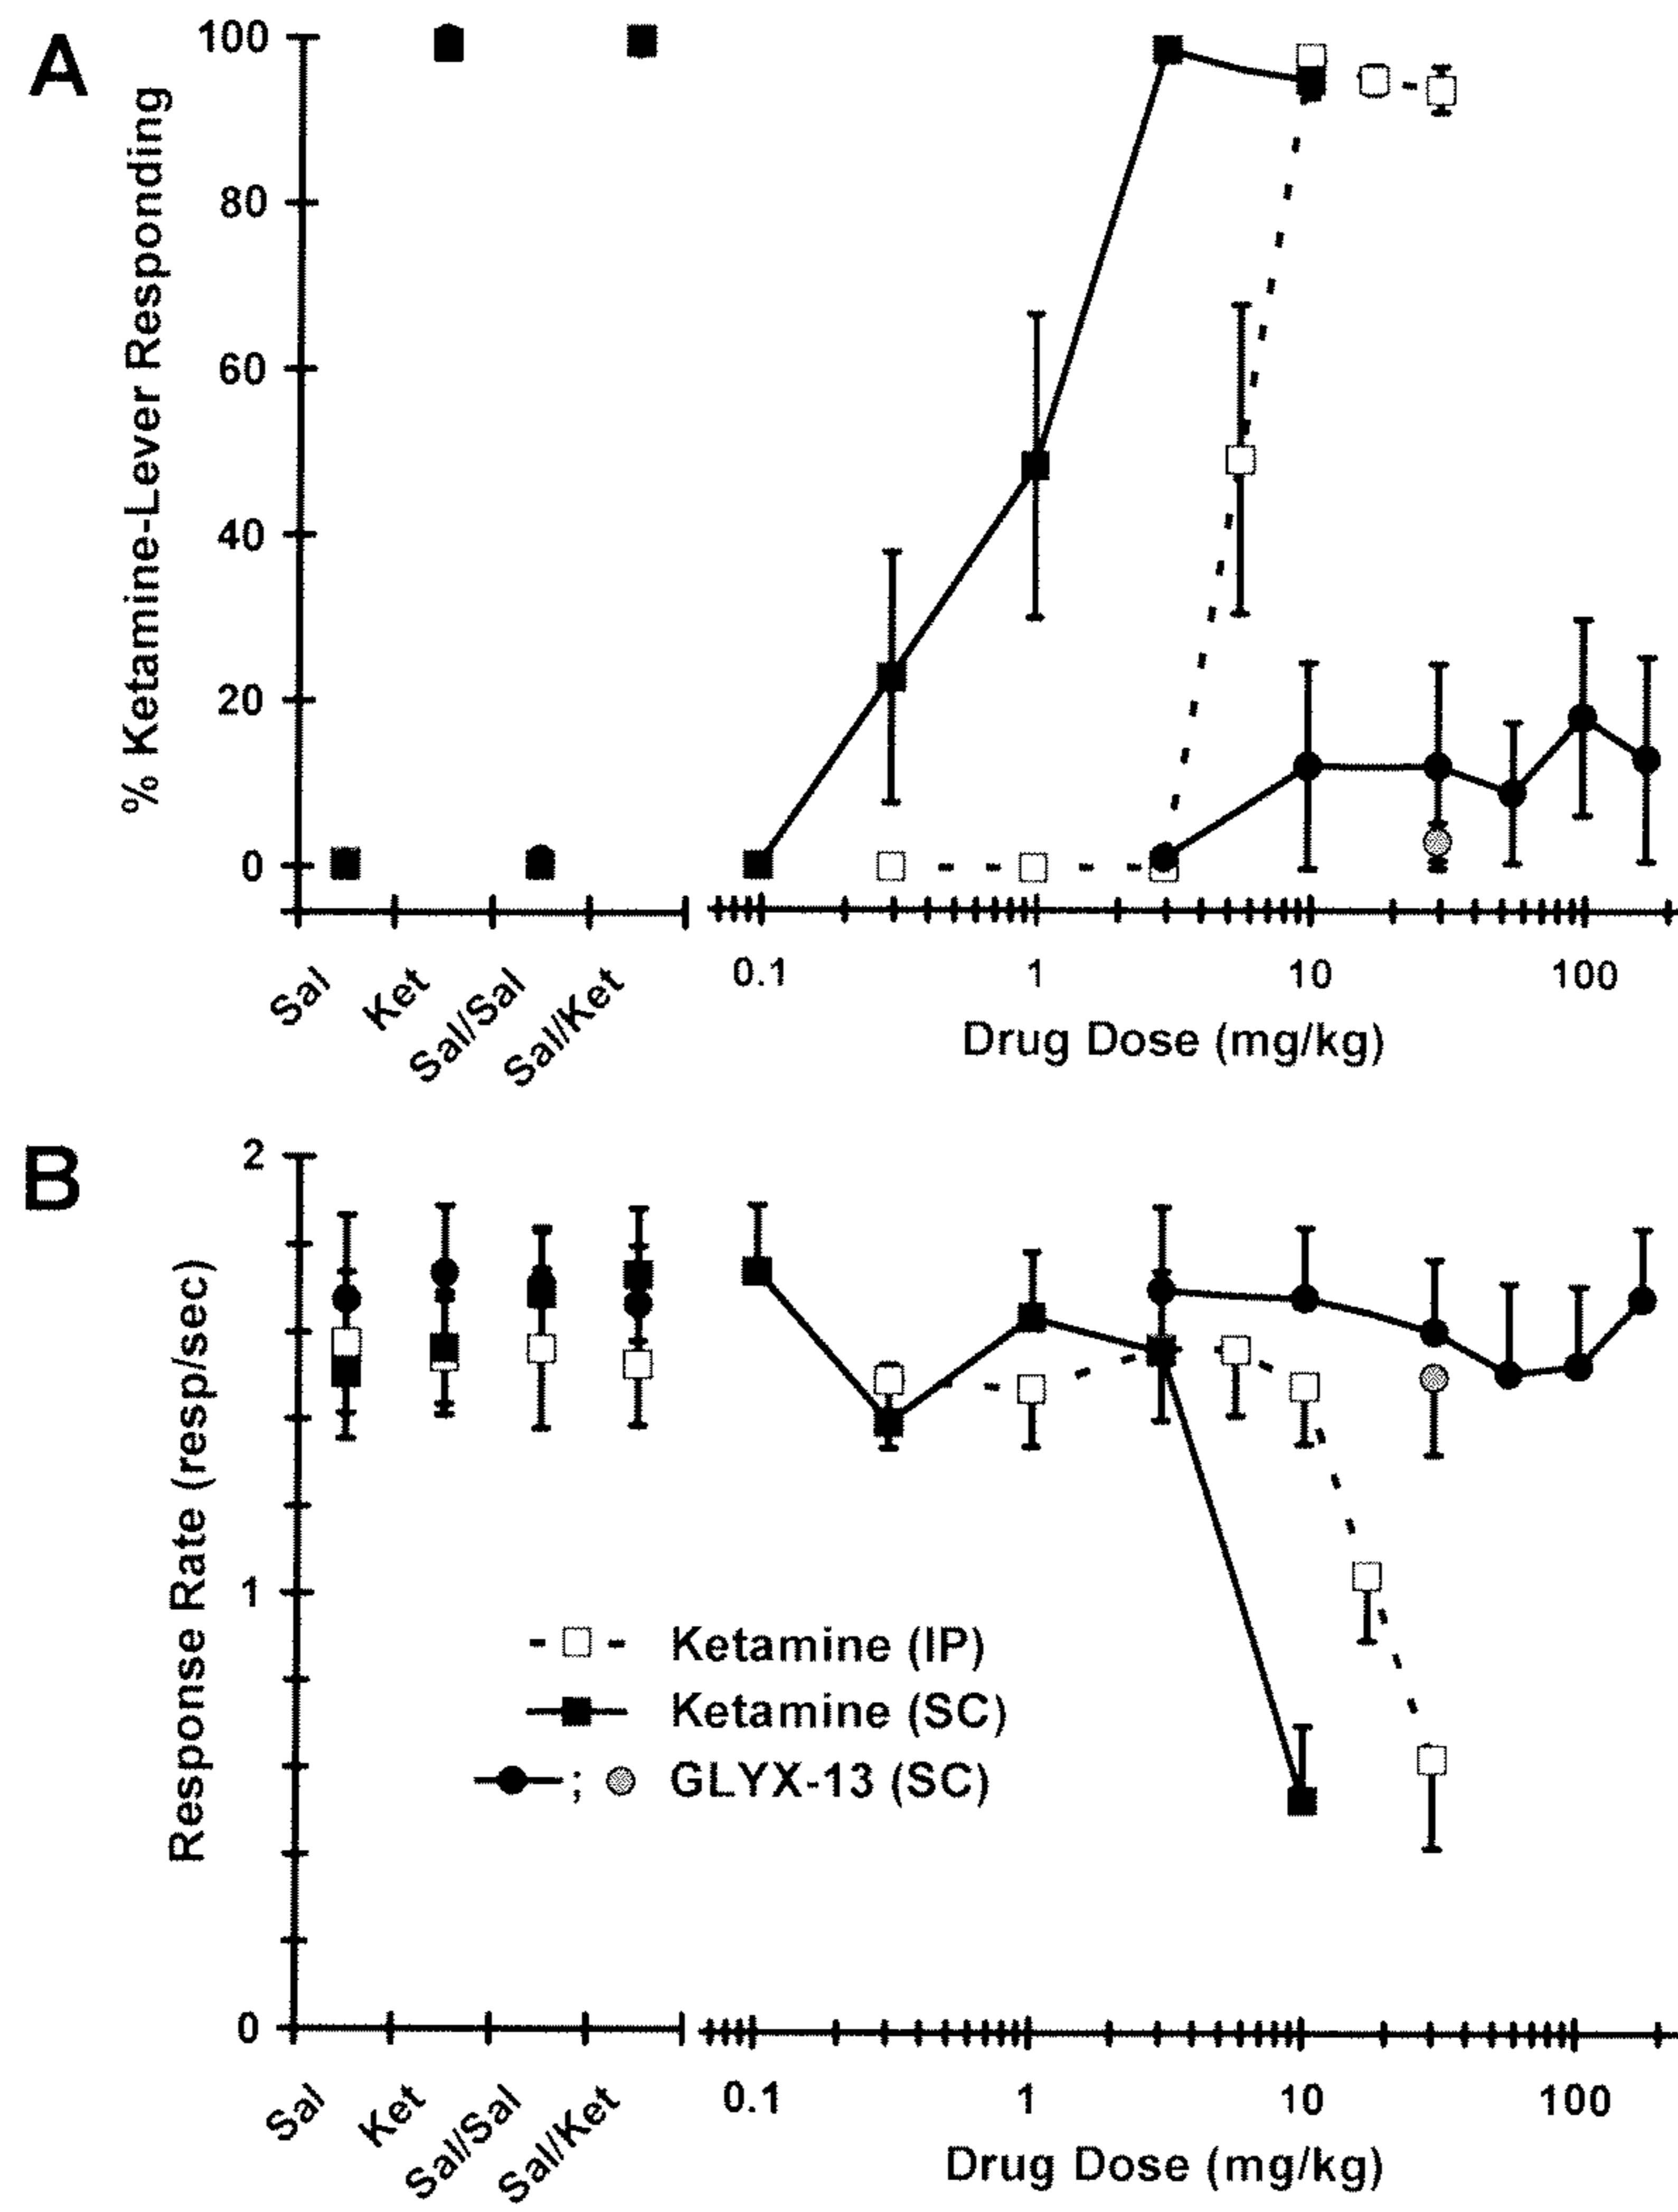 A
% Ketamine-Lever Responding
100
80
60
40
20
0
Sal
Ket
Sal/Sal
Sal/Ket
0.1
1
10
100
Drug Dose (mg/kg)
B
Response Rate (resp/sec)
2
1
0
Ketamine (IP)
Ketamine (SC)
; GLYX-13 (SC)
Sal
Ket
Sal/Sal
Sal/Ket
0.1
1
10
100
Drug Dose (mg/kg)